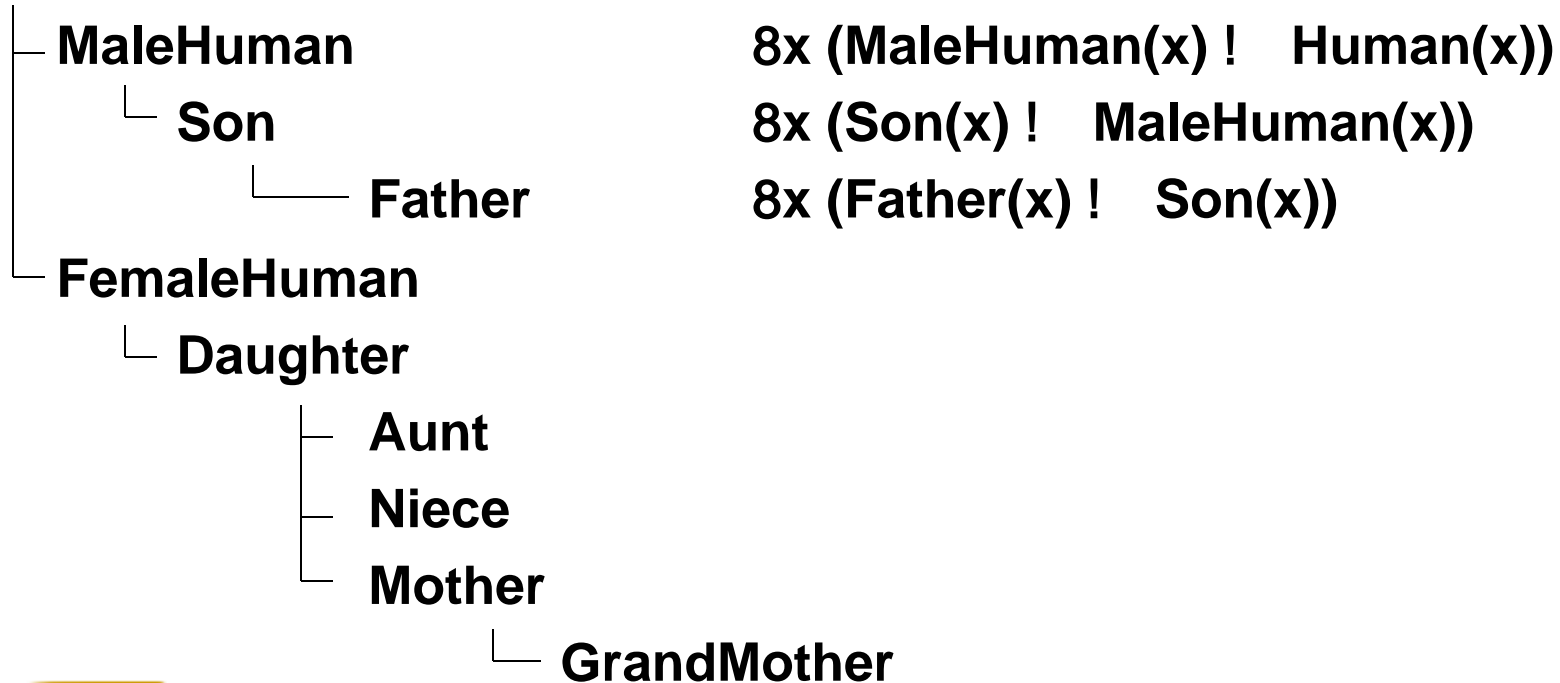 MaleHuman 8x (MaleHuman(x) ! Human(x))
Son 8x (Son(x) ! MaleHuman(x))
Father 8x (Father(x) ! Son(x))
FemaleHuman
Daughter
Aunt
Niece
Mother
GrandMother